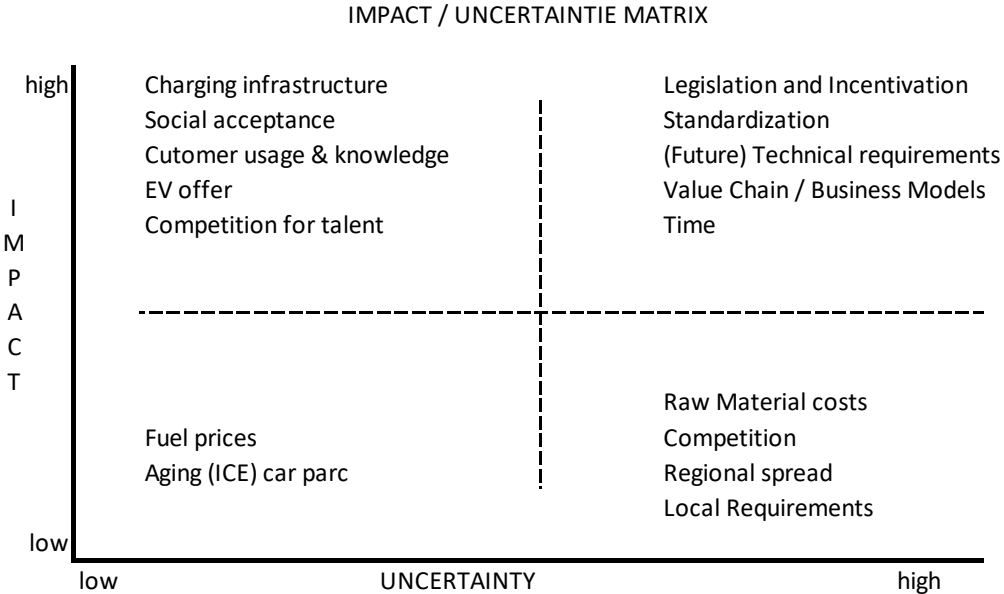 IMPACT / UNCERTAINTIE MATRIX
high
Charging infrastructure
Social acceptance
Cutomer usage & knowledge
EV offer
Competition for talent
Legislation and Incentivation
Standardization
(Future) Technical requirements
Value Chain / Business Models
Time
I
M
P
A
C
T
Fuel prices
Aging (ICE) car parc
Raw Material costs
Competition
Regional spread
Local Requirements
low
low
UNCERTAINTY
high